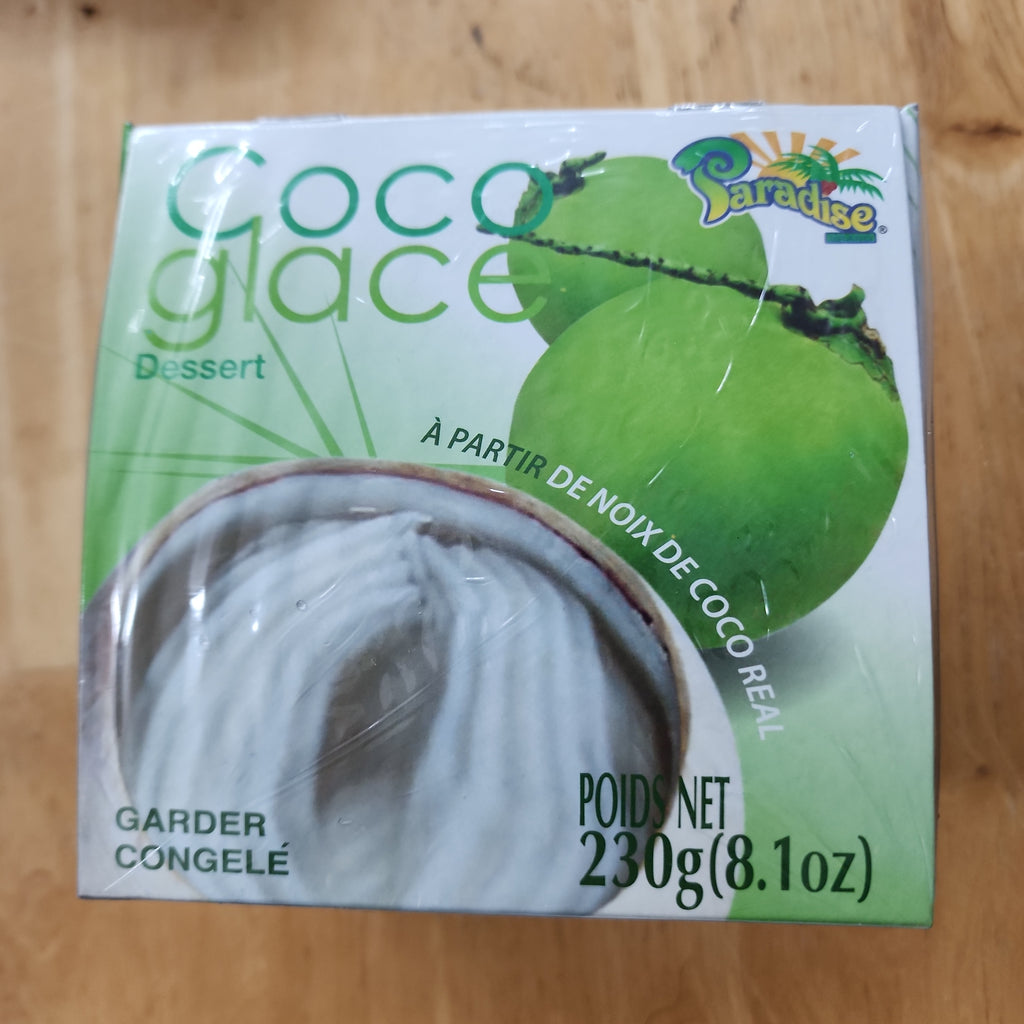 Coco
glace
Dessert
Paradise®
À PARTIR DE NOIX DE COCO REAL
GARDER
CONGELÉ
POIDS NET
230g(8.1oz)